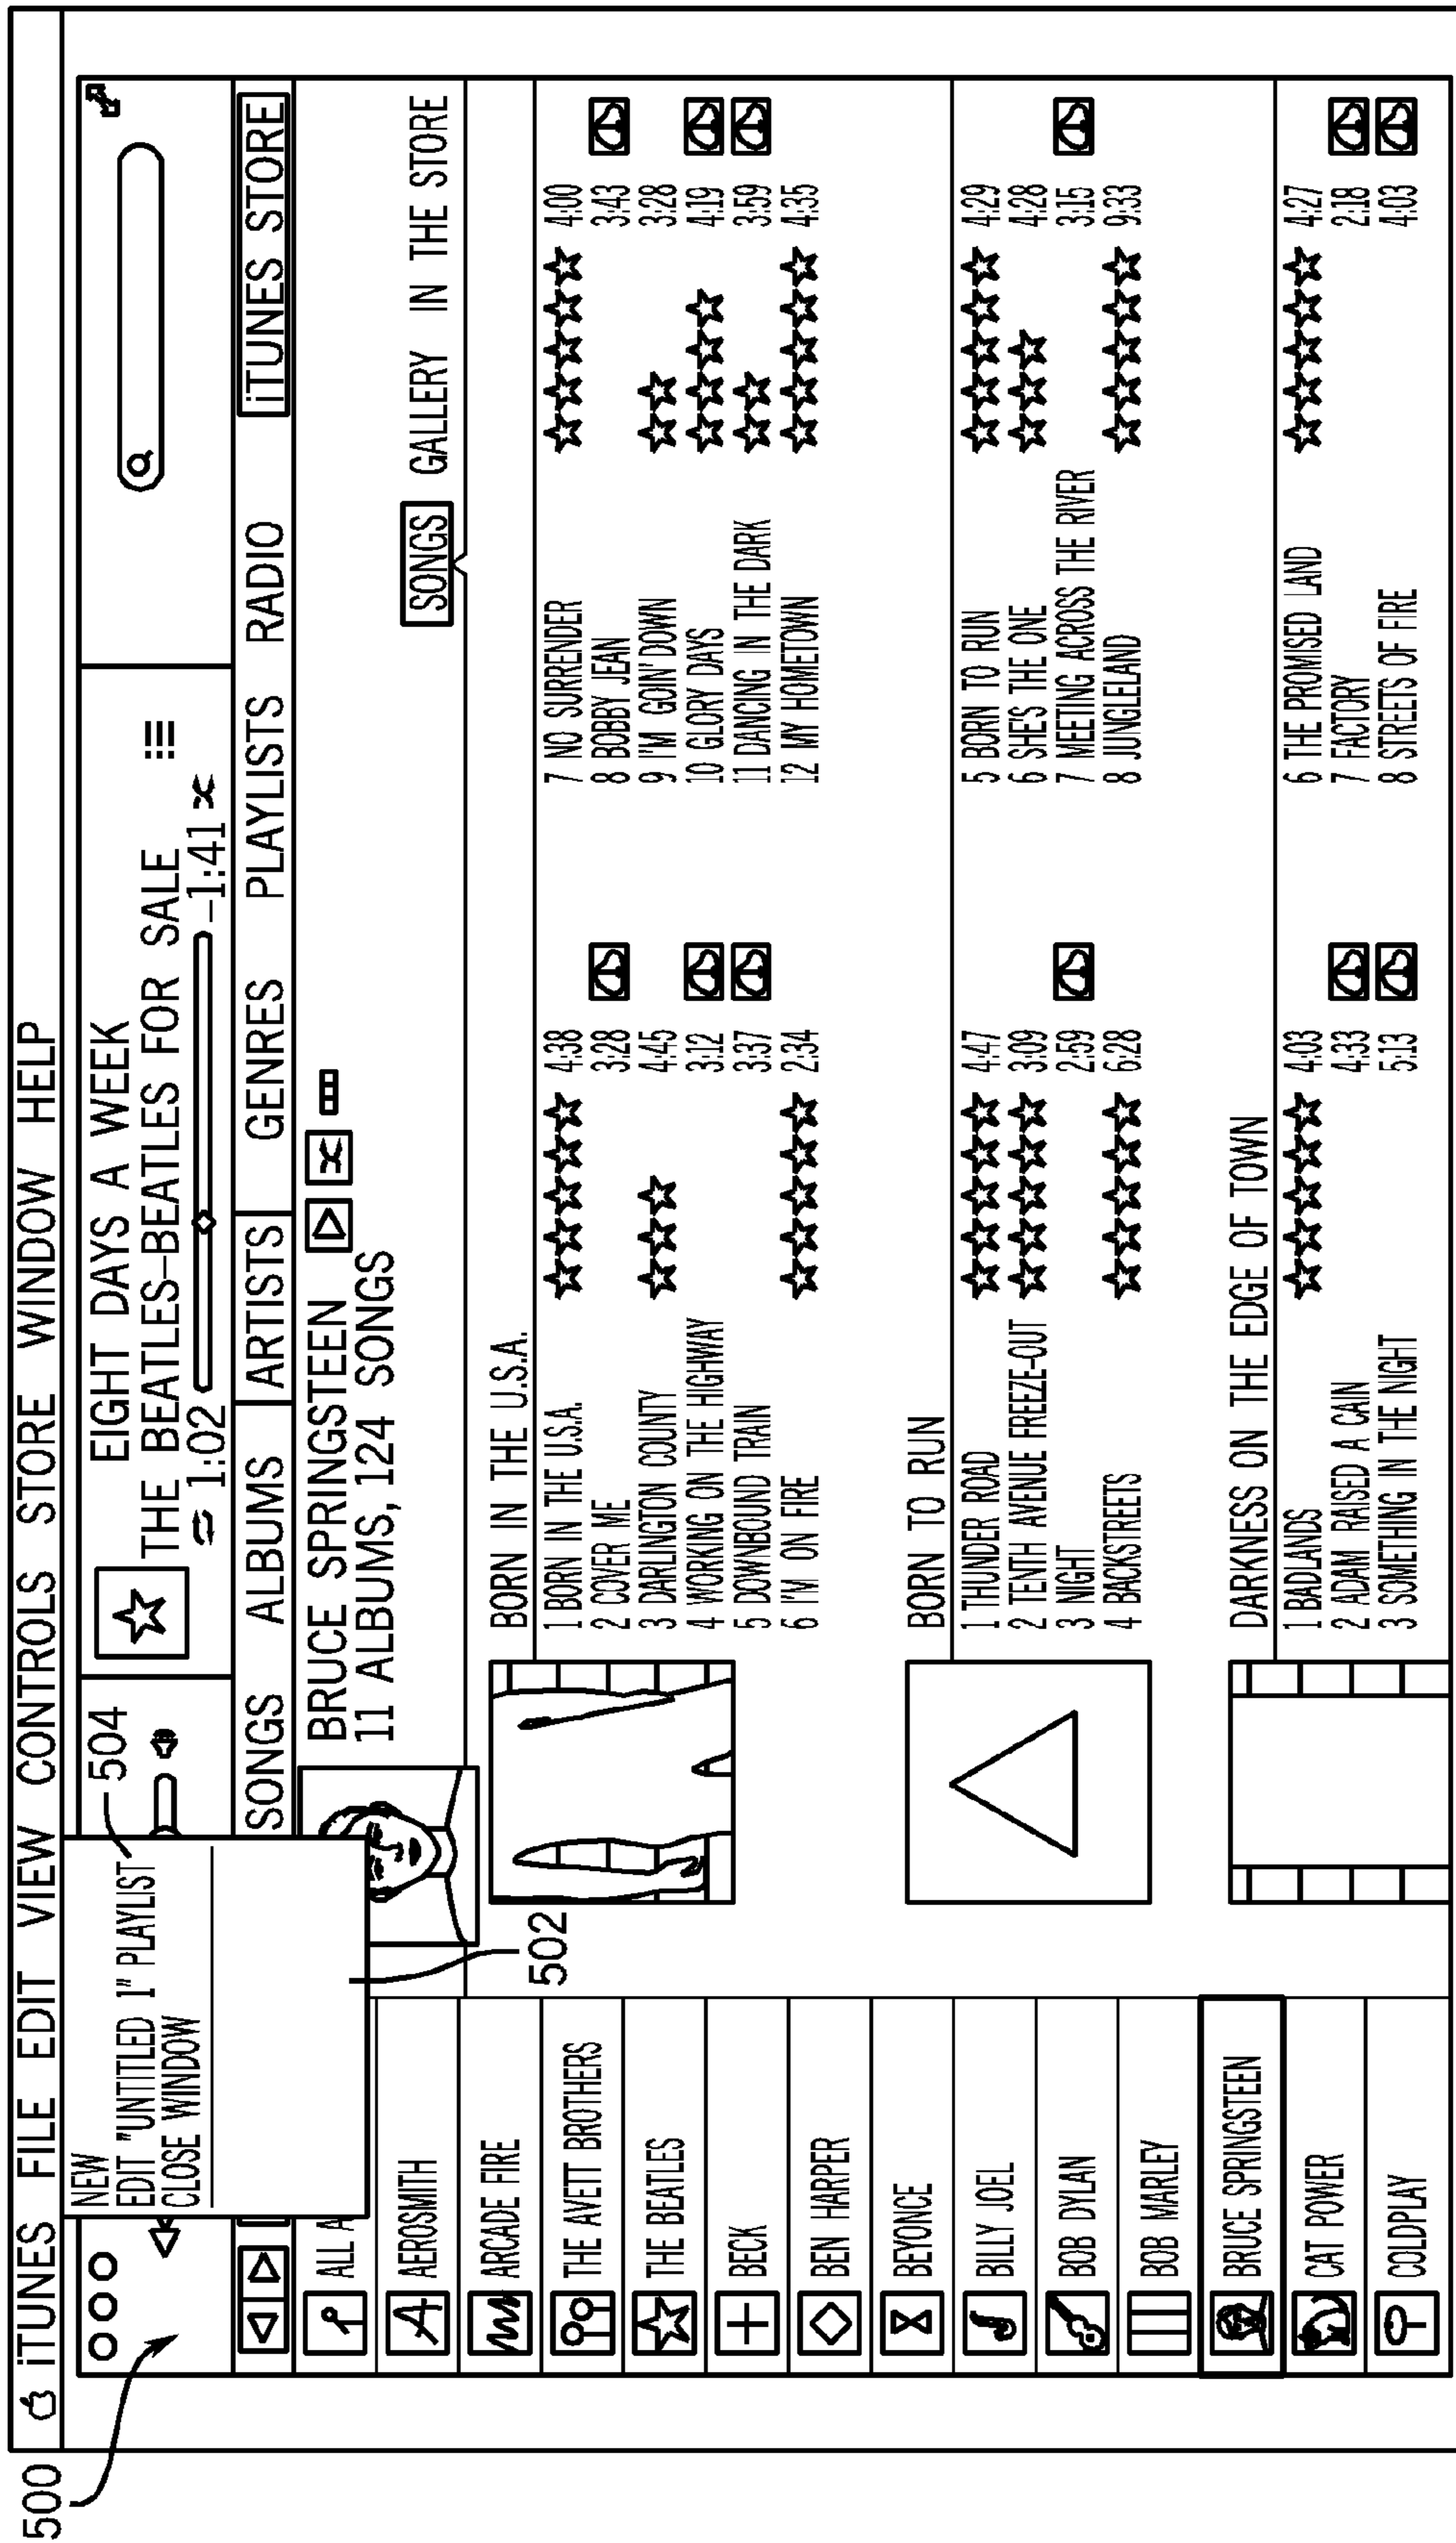 500
iTUNES FILE EDIT VIEW CONTROLS STORE WINDOW HELP
NEW
EDIT "UNTITLED 1" PLAYLIST
CLOSE WINDOW
504
502
EIGHT DAYS A WEEK
THE BEATLES–BEATLES FOR SALE
1:02 –1:41
SONGS ALBUMS ARTISTS GENRES PLAYLISTS RADIO iTUNES STORE
BRUCE SPRINGSTEEN
11 ALBUMS, 124 SONGS
SONGS GALLERY IN THE STORE
ALL A
AEROSMITH
ARCADE FIRE
THE AVETT BROTHERS
THE BEATLES
BECK
BEN HARPER
BEYONCE
BILLY JOEL
BOB DYLAN
BOB MARLEY
BRUCE SPRINGSTEEN
CAT POWER
COLDPLAY
BORN IN THE U.S.A.
1 BORN IN THE U.S.A. 4:38
2 COVER ME 3:28
3 DARLINGTON COUNTY 4:45
4 WORKING ON THE HIGHWAY 3:12
5 DOWNBOUND TRAIN 3:37
6 I'M ON FIRE 2:34
7 NO SURRENDER 4:00
8 BOBBY JEAN 3:43
9 I'M GOIN' DOWN 3:28
10 GLORY DAYS 4:19
11 DANCING IN THE DARK 3:59
12 MY HOMETOWN 4:35
BORN TO RUN
1 THUNDER ROAD 4:47
2 TENTH AVENUE FREEZE-OUT 3:09
3 NIGHT 2:59
4 BACKSTREETS 6:28
5 BORN TO RUN 4:29
6 SHE'S THE ONE 4:28
7 MEETING ACROSS THE RIVER 3:15
8 JUNGLELAND 9:33
DARKNESS ON THE EDGE OF TOWN
1 BADLANDS 4:03
2 ADAM RAISED A CAIN 4:33
3 SOMETHING IN THE NIGHT 5:13
6 THE PROMISED LAND 4:27
7 FACTORY 2:18
8 STREETS OF FIRE 4:03